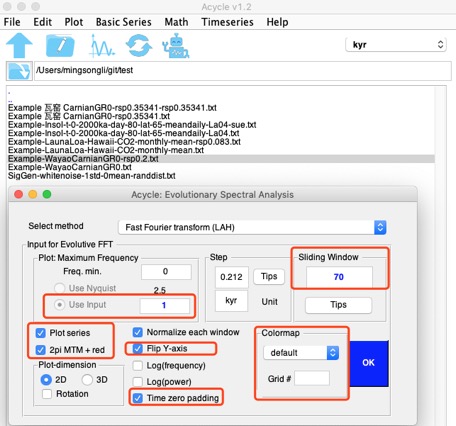 Acycle v1.2
File Edit Plot Basic Series Math Timeseries Help
kyr
/Users/mingsongli/git/test
.
..
Example 瓦窑 CarnianGR0-rsp0.35341-rsp0.35341.txt
Example 瓦窑 CarnianGR0-rsp0.35341.txt
Example-Insol-t-0-2000ka-day-80-lat-65-meandaily-La04-sue.txt
Example-Insol-t-0-2000ka-day-80-lat-65-meandaily-La04.txt
Example-LaunaLoa-Hawaii-CO2-monthly-mean-rsp0.083.txt
Example-LaunaLoa-Hawaii-CO2-monthly-mean.txt
Example-WayaoCarnianGR0-rsp0.2.txt
Example-WayaoCarnianGR0.txt
SigGen-whitenoise-1std-0mean-randdist.txt
Acycle: Evolutionary Spectral Analysis
Select method Fast Fourier transform (LAH)
Input for Evolutive FFT
Plot: Maximum Frequency
Freq. min. 0
Use Nyquist 2.5
Use Input 1
Step
0.212 Tips
kyr Unit
Sliding Window
70
Tips
Plot series
2pi MTM + red
Plot-dimension
2D 3D
Rotation
Normalize each window
Flip Y-axis
Log(frequency)
Log(power)
Time zero padding
Colormap
default
Grid #
OK